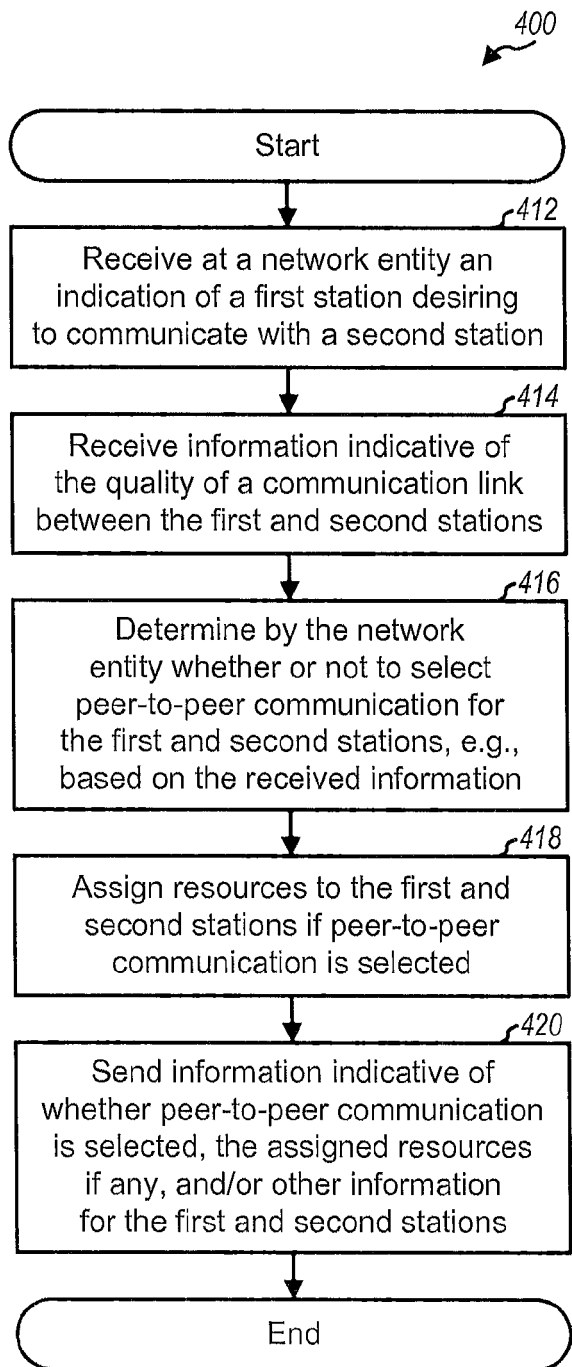 400
Start
412
Receive at a network entity an
indication of a first station desiring
to communicate with a second station
414
Receive information indicative of
the quality of a communication link
between the first and second stations
416
Determine by the network
entity whether or not to select
peer-to-peer communication for
the first and second stations, e.g.,
based on the received information
418
Assign resources to the first and
second stations if peer-to-peer
communication is selected
420
Send information indicative of
whether peer-to-peer communication
is selected, the assigned resources
if any, and/or other information
for the first and second stations
End